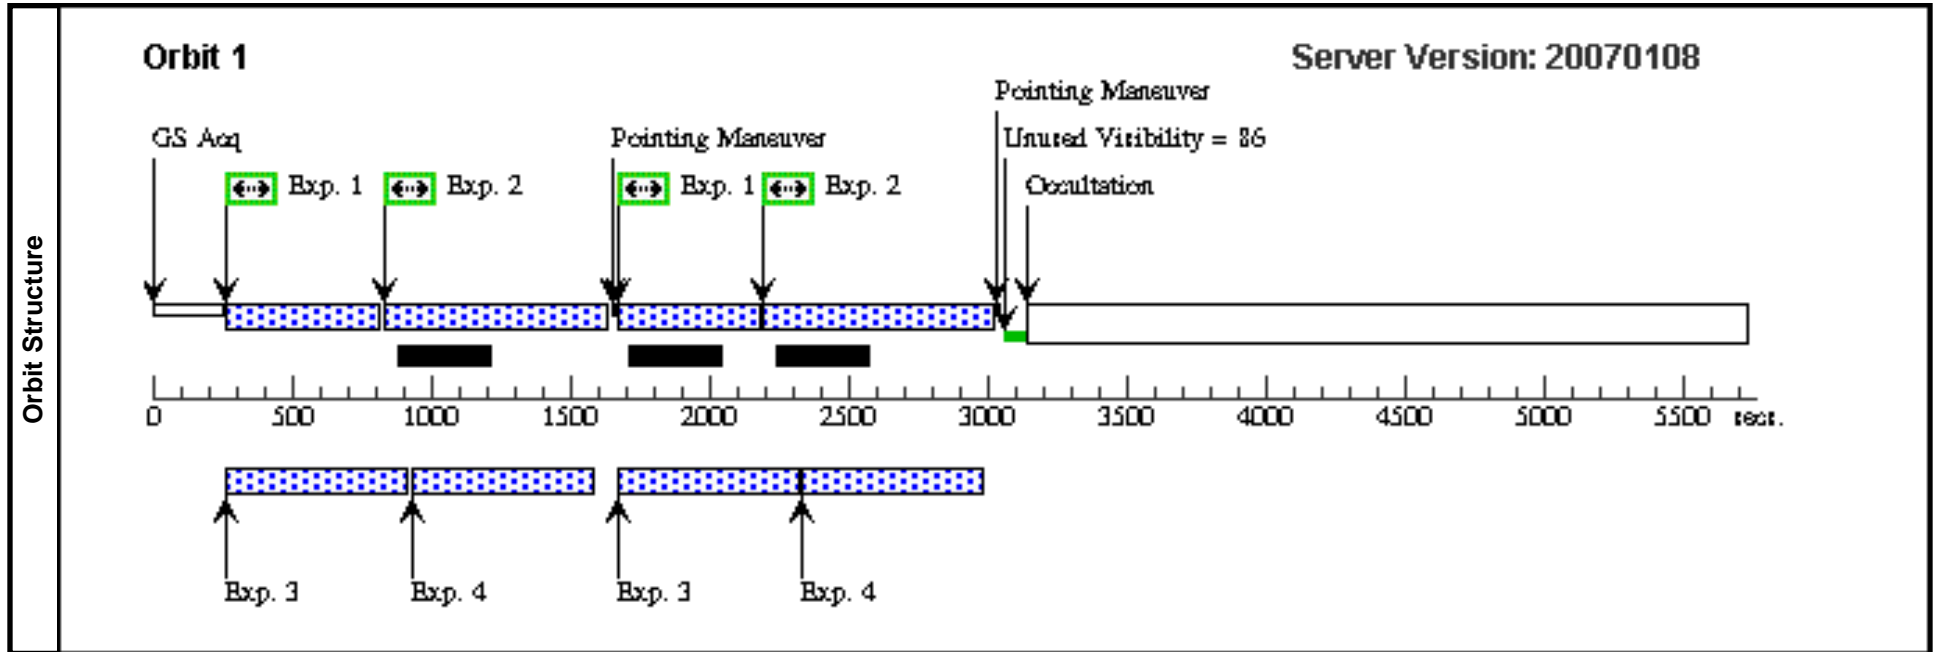 Orbit Structure
Orbit 1
Server Version: 20070108
Pointing Maneuver
GS Acq
Pointing Maneuver
Unused Visibility = 86
Exp. 1
Exp. 2
Exp. 1
Exp. 2
Occultation
0 500 1000 1500 2000 2500 3000 3500 4000 4500 5000 5500 secs.
Exp. 3
Exp. 4
Exp. 3
Exp. 4